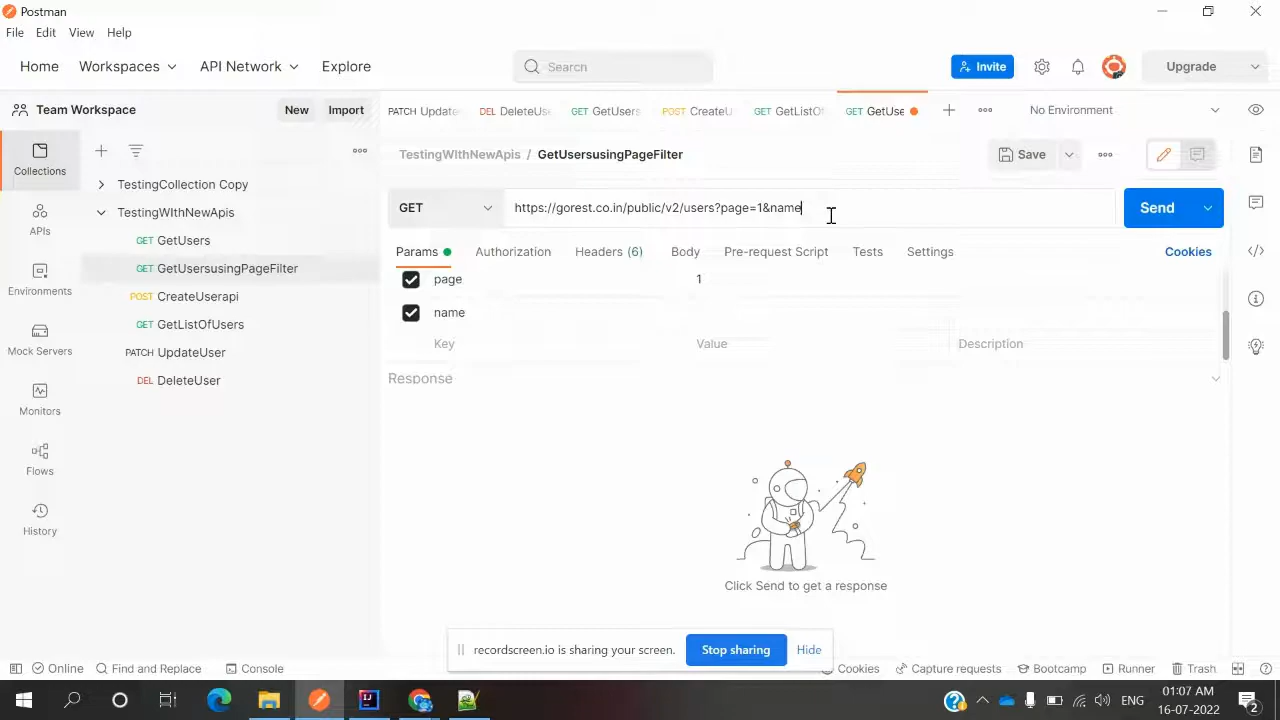 Postman
File Edit View Help
Home Workspaces API Network Explore Search Invite Upgrade
Team Workspace New Import
PATCH Update DEL DeleteUs GET GetUsers POST CreateU GET GetListOf GET GetUse No Environment
TestingWIthNewApis / GetUsersusingPageFilter Save
Collections
APIs
Environments
Mock Servers
Monitors
Flows
History
TestingCollection Copy
TestingWIthNewApis
GET GetUsers
GET GetUsersusingPageFilter
POST CreateUserapi
GET GetListOfUsers
PATCH UpdateUser
DEL DeleteUser
GET https://gorest.co.in/public/v2/users?page=1&name Send
Params Authorization Headers (6) Body Pre-request Script Tests Settings Cookies
page 1
name
Key Value Description
Response
Click Send to get a response
recordscreen.io is sharing your screen. Stop sharing Hide
Online Find and Replace Console Cookies Capture requests Bootcamp Runner Trash
ENG 01:07 AM
16-07-2022 2